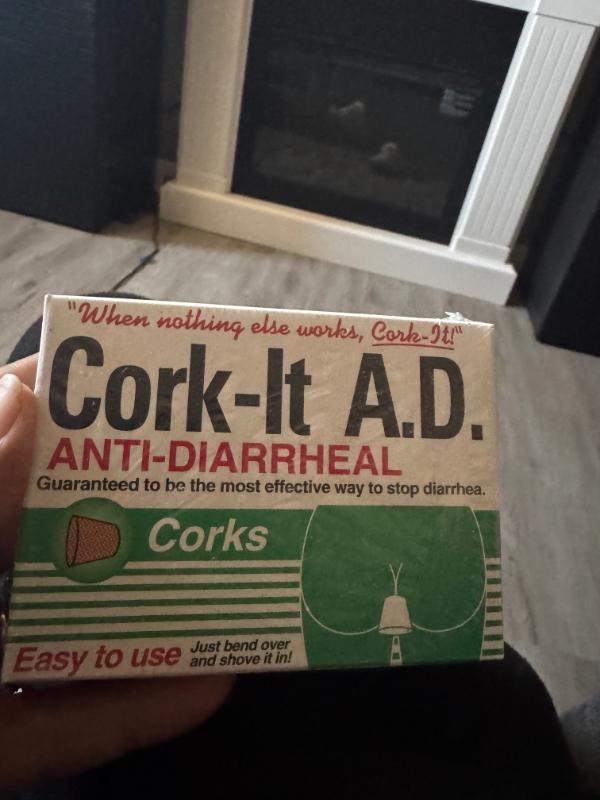 "When nothing else works, Cork-It!"
Cork-It A.D.
ANTI-DIARRHEAL
Guaranteed to be the most effective way to stop diarrhea.
Corks
Easy to use
Just bend over
and shove it in!